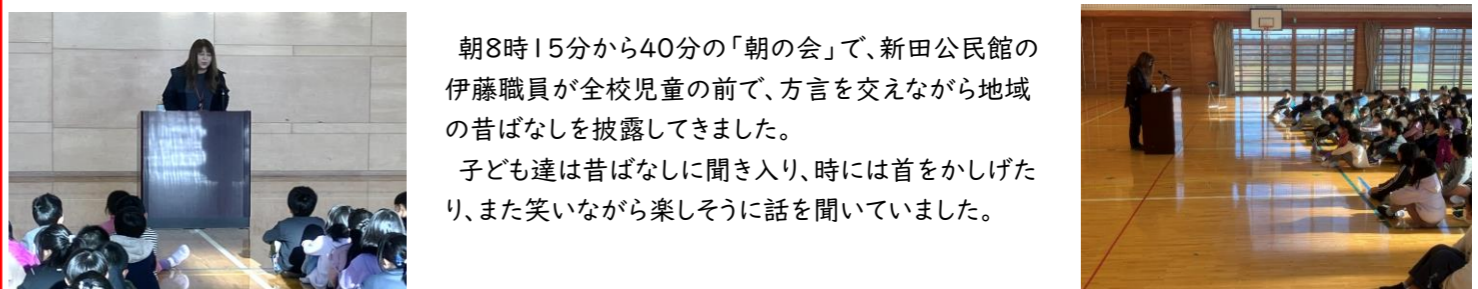 朝8時15分から40分の「朝の会」で、新田公民館の
伊藤職員が全校児童の前で、方言を交えながら地域
の昔ばなしを披露してきました。
　子ども達は昔ばなしに聞き入り、時には首をかしげた
り、また笑いながら楽しそうに話を聞いていました。